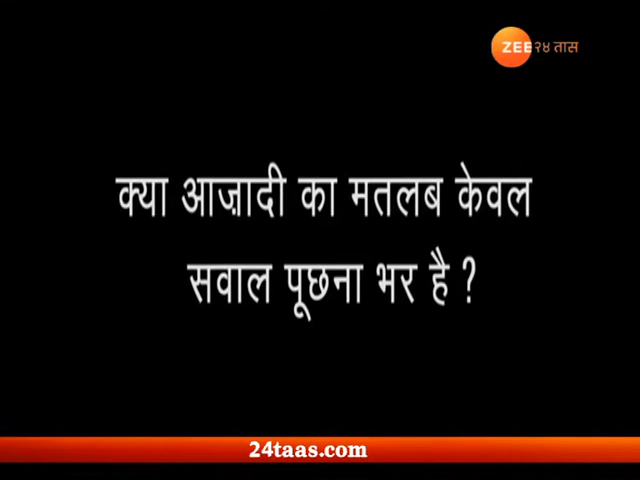 ZEE २४ तास
क्या आज़ादी का मतलब केवल
सवाल पूछना भर है ?
24taas.com